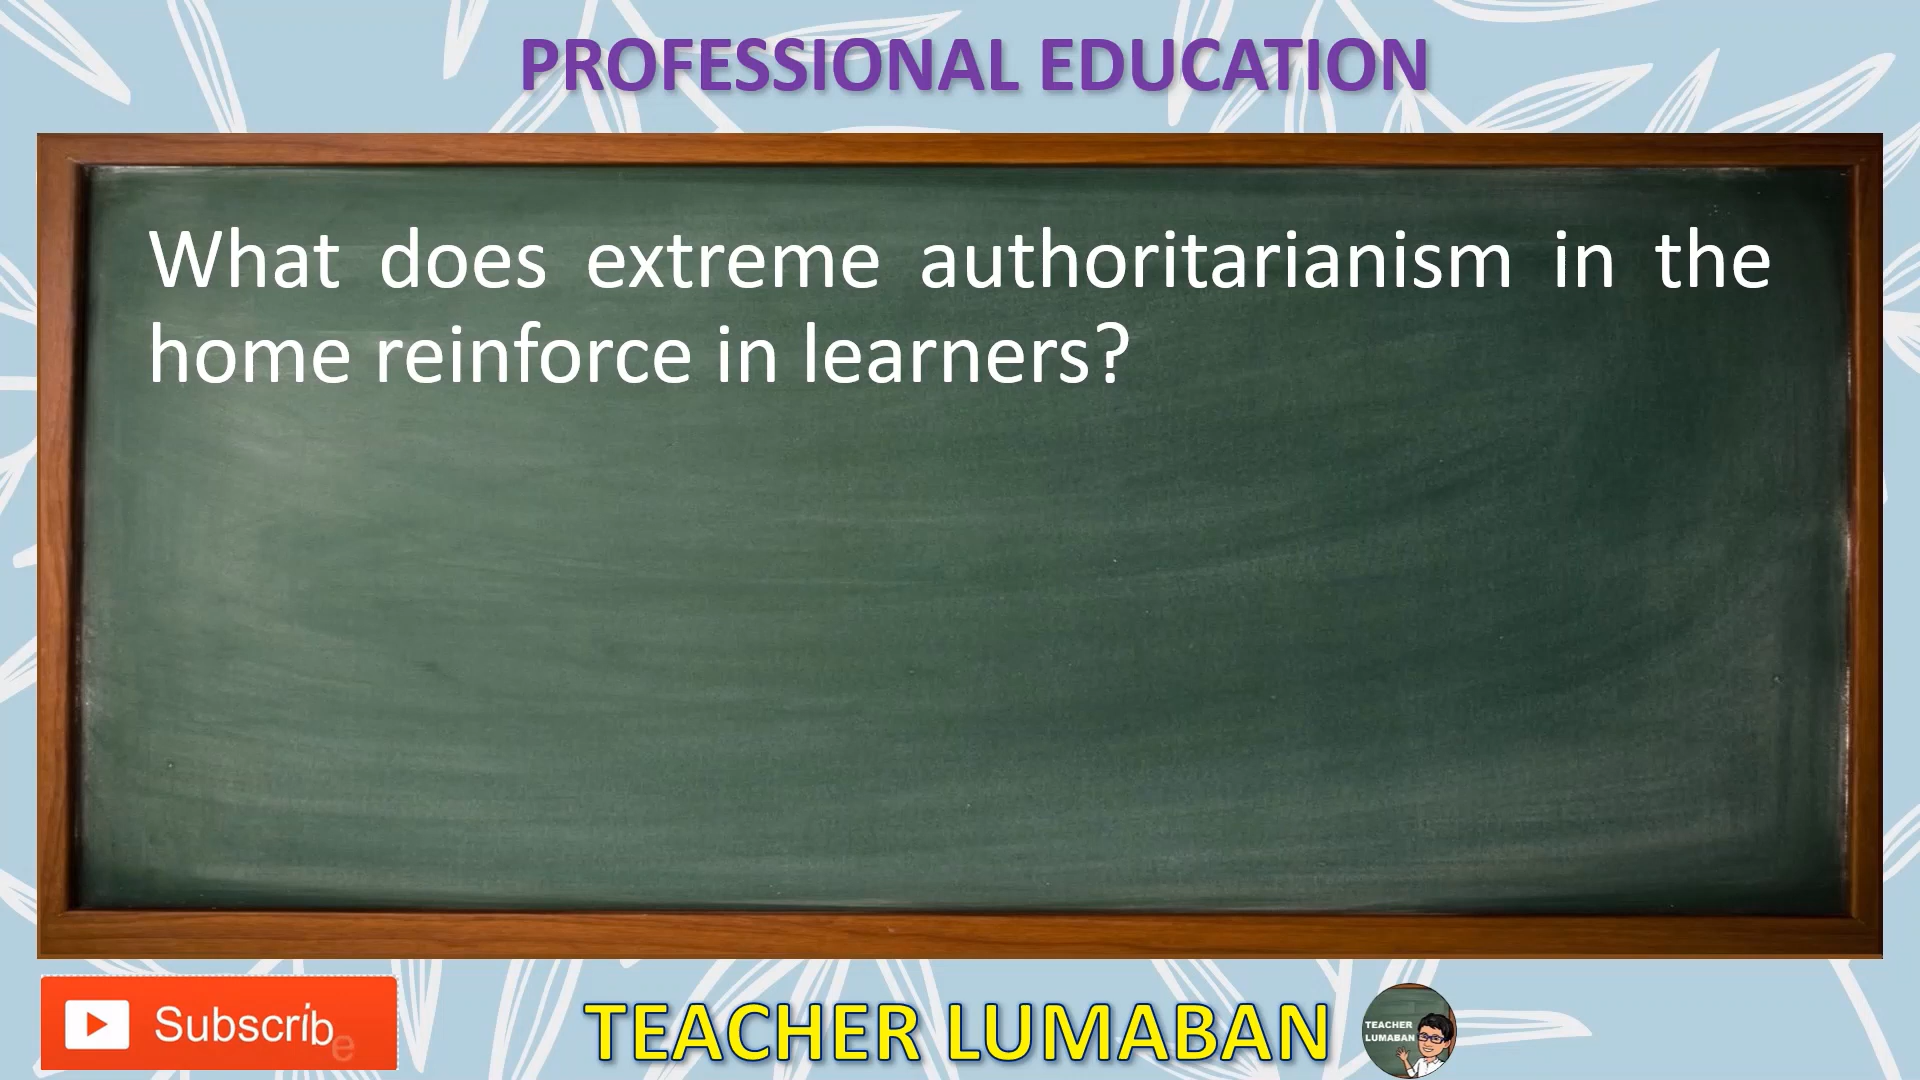 PROFESSIONAL EDUCATION
What does extreme authoritarianism in the
home reinforce in learners?
Subscribe
TEACHER LUMABAN
TEACHER
LUMABAN